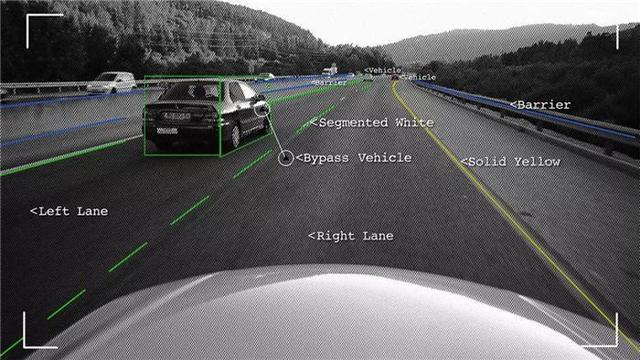 <Vehicle
<Vehicle
<Barrier
<Barrier
<Segmented White
<Bypass Vehicle
<Solid Yellow
<Left Lane
<Right Lane